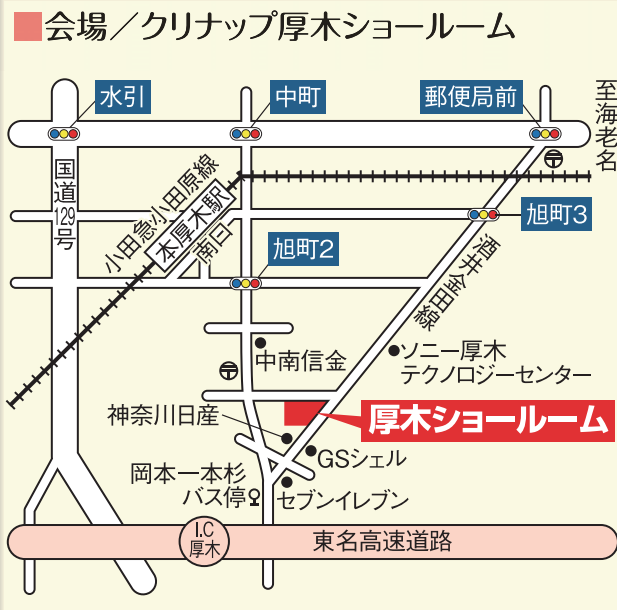 会場／クリナップ厚木ショールーム
水引
中町
郵便局前
至海老名
国道129号
小田急小田原線
本厚木駅
南口
旭町3
旭町2
酒井金田線
ソニー厚木
テクノロジーセンター
中南信金
神奈川日産
厚木ショールーム
GSシェル
岡本一本杉
バス停
セブンイレブン
I.C
厚木
東名高速道路